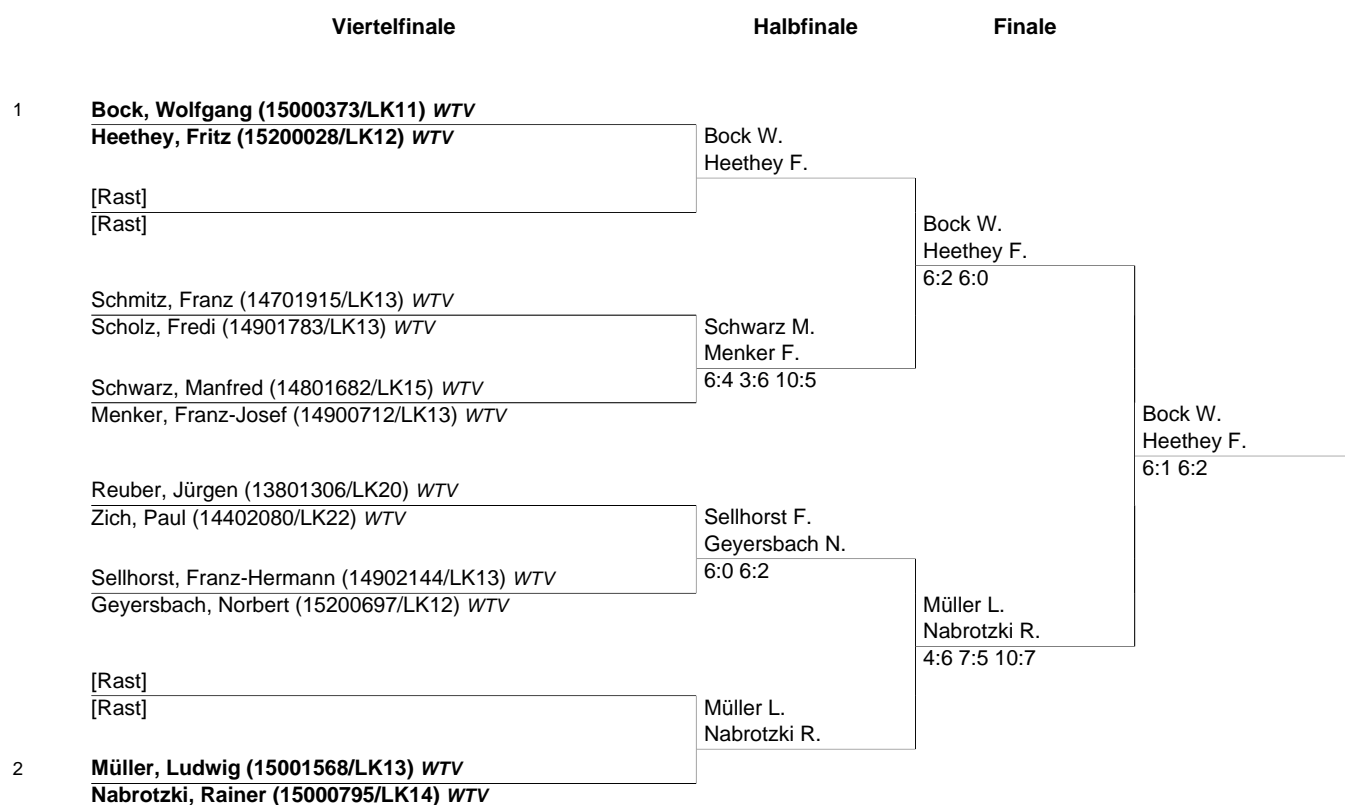 Viertelfinale Halbfinale Finale
1 Bock, Wolfgang (15000373/LK11) WTV
Heethey, Fritz (15200028/LK12) WTV
Bock W.
Heethey F.
[Rast]
[Rast]
Bock W.
Heethey F.
6:2 6:0
Schmitz, Franz (14701915/LK13) WTV
Scholz, Fredi (14901783/LK13) WTV
Schwarz M.
Menker F.
6:4 3:6 10:5
Schwarz, Manfred (14801682/LK15) WTV
Menker, Franz-Josef (14900712/LK13) WTV
Bock W.
Heethey F.
6:1 6:2
Reuber, Jürgen (13801306/LK20) WTV
Zich, Paul (14402080/LK22) WTV
Sellhorst F.
Geyersbach N.
6:0 6:2
Sellhorst, Franz-Hermann (14902144/LK13) WTV
Geyersbach, Norbert (15200697/LK12) WTV
Müller L.
Nabrotzki R.
4:6 7:5 10:7
[Rast]
[Rast]
Müller L.
Nabrotzki R.
2 Müller, Ludwig (15001568/LK13) WTV
Nabrotzki, Rainer (15000795/LK14) WTV